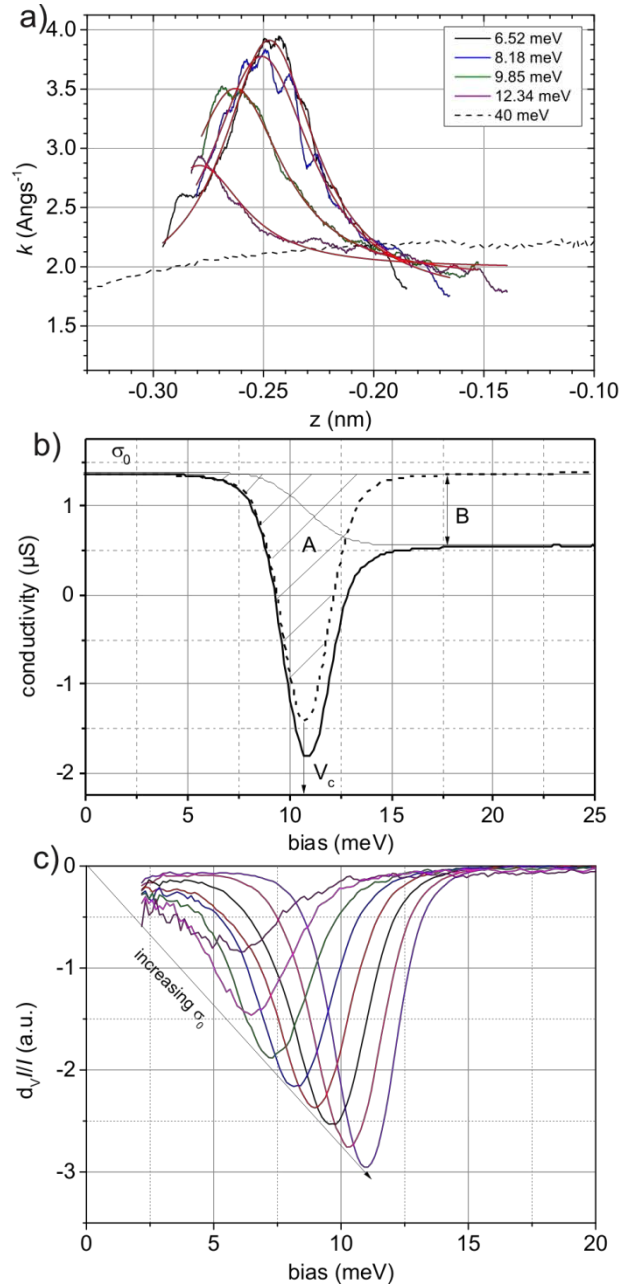 a)
4.0
3.5
3.0
2.5
2.0
1.5
k (Angs-1)
6.52 meV
8.18 meV
9.85 meV
12.34 meV
40 meV
-0.30 -0.25 -0.20 -0.15 -0.10
z (nm)
b)
σ0
1
0
-1
-2
conductivity (µS)
A
B
Vc
0 5 10 15 20 25
bias (meV)
c)
0
-1
-2
-3
dVI/I (a.u.)
increasing σ0
0 5 10 15 20
bias (meV)